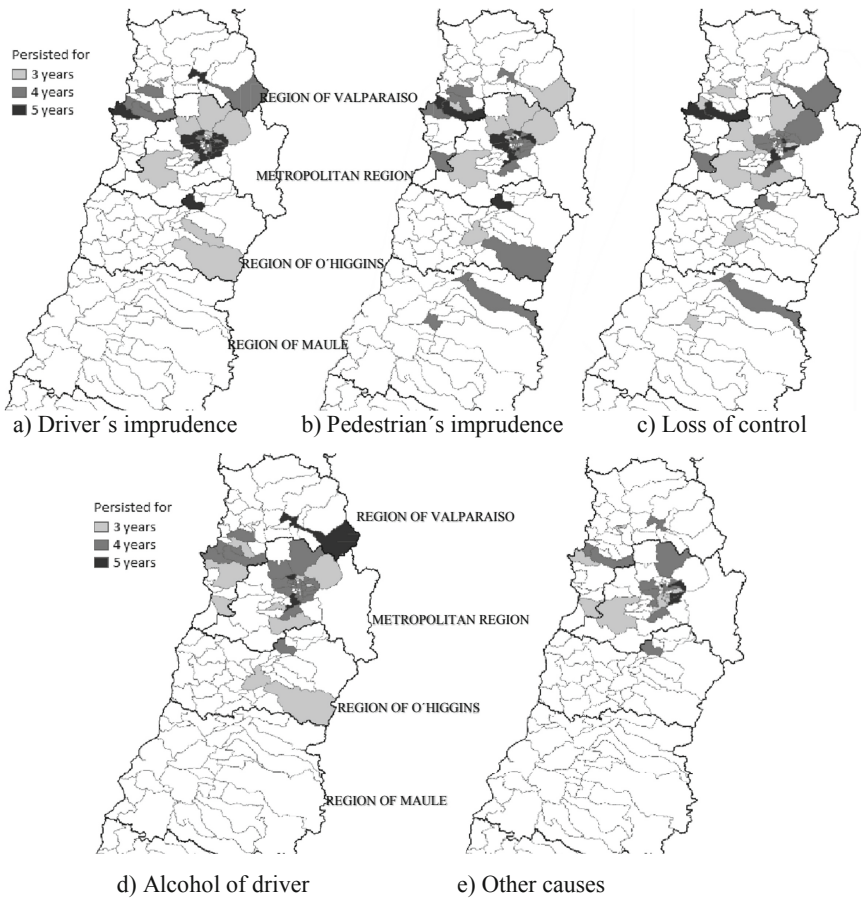 Persisted for
3 years
4 years
5 years
REGION OF VALPARAISO
METROPOLITAN REGION
REGION OF O´HIGGINS
REGION OF MAULE
a) Driver´s imprudence
b) Pedestrian´s imprudence
c) Loss of control
Persisted for
3 years
4 years
5 years
REGION OF VALPARAISO
METROPOLITAN REGION
REGION OF O´HIGGINS
REGION OF MAULE
d) Alcohol of driver
e) Other causes